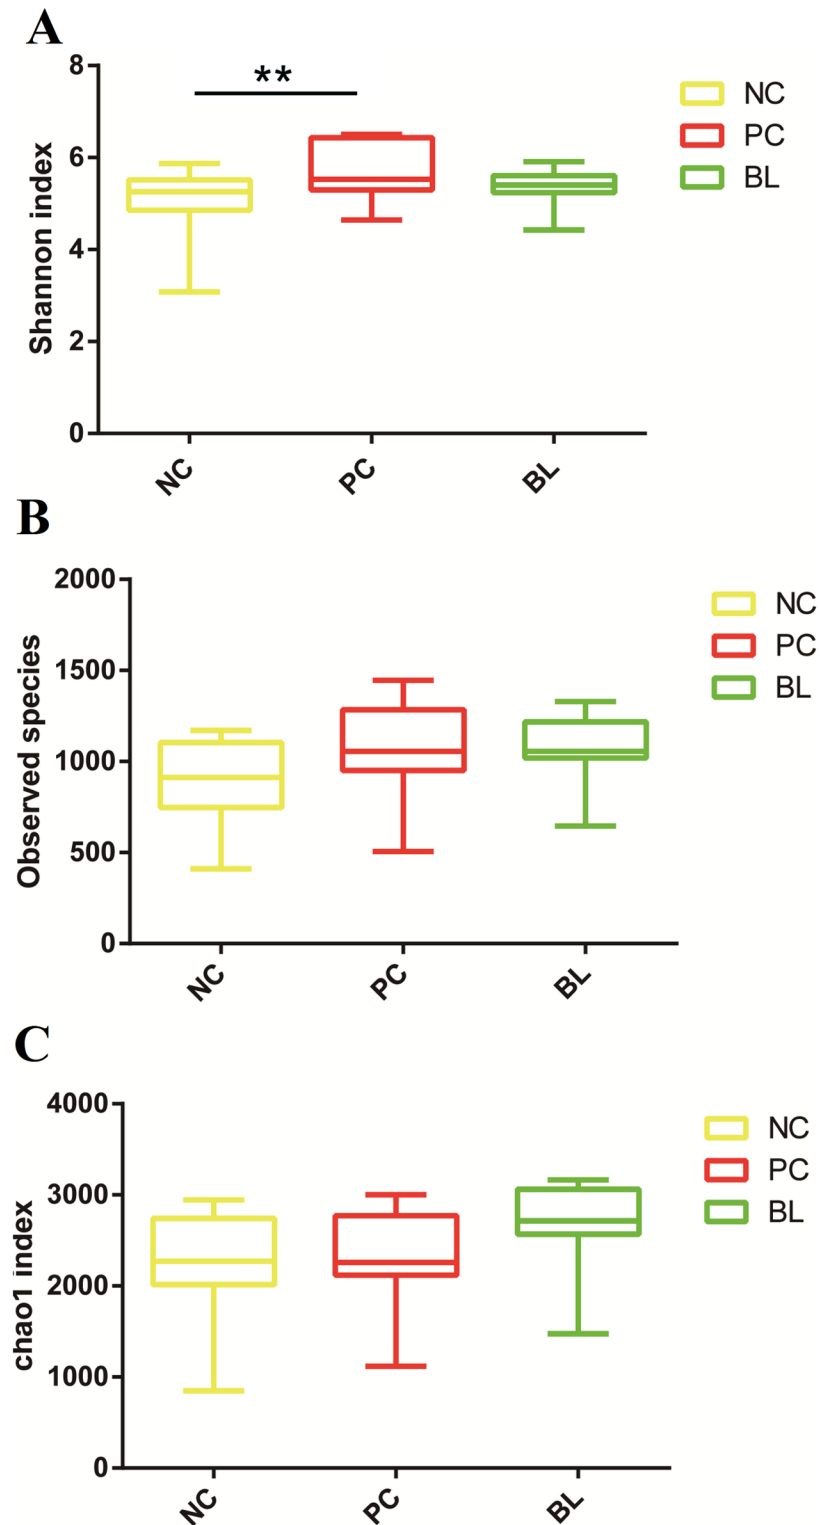 A
8
**
NC
PC
BL
6
4
2
0
Shannon index
NC
PC
BL
B
2000
NC
PC
BL
1500
1000
500
0
Observed species
NC
PC
BL
C
4000
NC
PC
BL
3000
2000
1000
0
chao1 index
NC
PC
BL